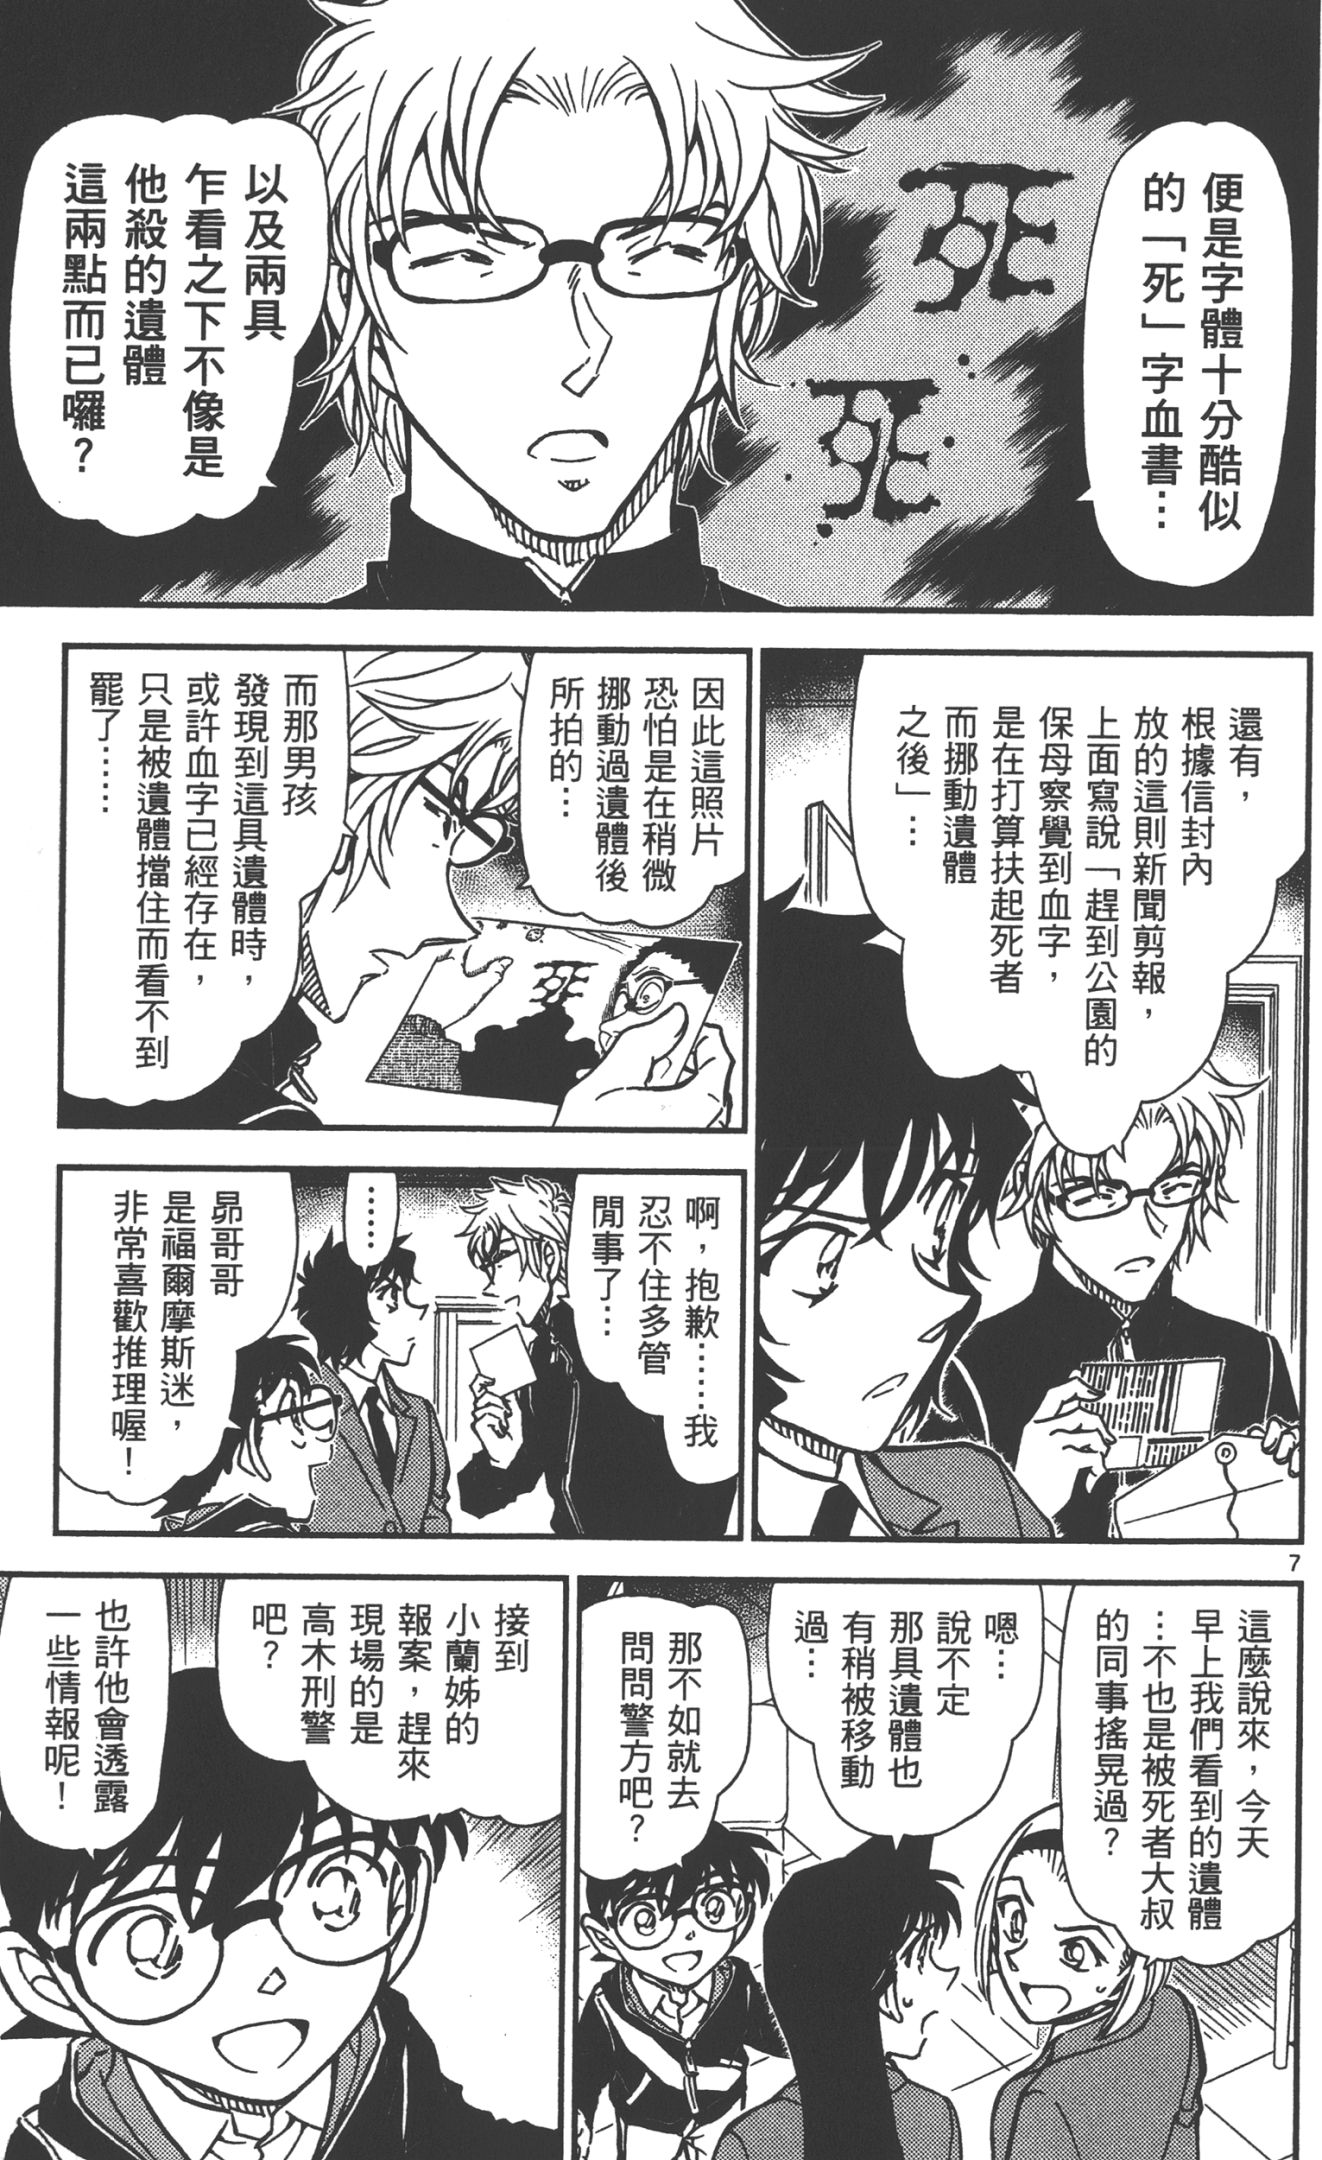 便是字體十分酷似
的「死」字血書…
死
死
以及兩具
乍看之下不像是
他殺的遺體
這兩點而已囉？
還有，
根據信封內
放的這則新聞剪報，
上面寫說「趕到公園的
保母察覺到血字，
是在打算扶起死者
而挪動遺體
之後」…
因此這照片
恐怕是在稍微
挪動過遺體後
所拍的…
死
而那男孩
發現到這具遺體時，
或許血字已經存在，
只是被遺體擋住而看不到
罷了……
啊，抱歉……我
忍不住多管
閒事了…
……
昴哥哥
是福爾摩斯迷，
非常喜歡推理喔！
7
這麼說來，今天
早上我們看到的遺體
…不也是被死者大叔
的同事搖晃過？
嗯…
說不定
那具遺體也
有稍被移動
過…
那不如就去
問問警方吧？
接到
小蘭姊的
報案，趕來
現場的是
高木刑警
吧？
也許他會透露
一些情報呢！